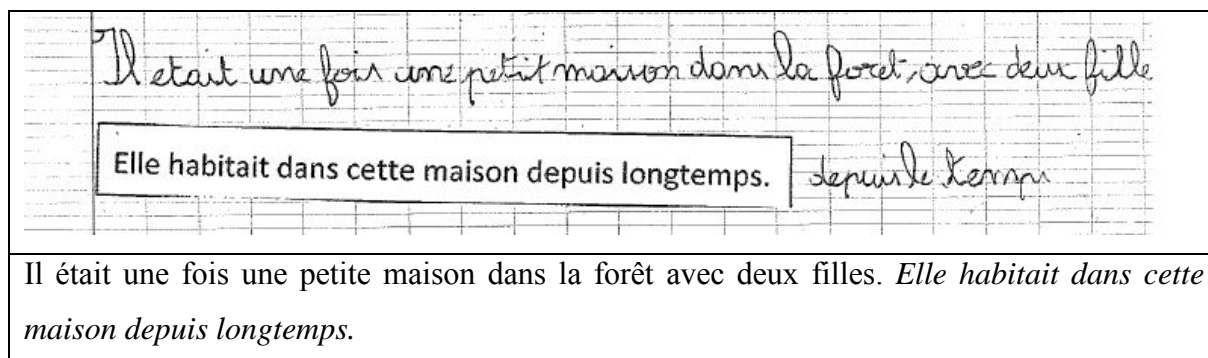 Il etait une fois une petit maison dans la foret, avec deux fille
Elle habitait dans cette maison depuis longtemps. depuis le temps
Il était une fois une petite maison dans la forêt avec deux filles. Elle habitait dans cette
maison depuis longtemps.